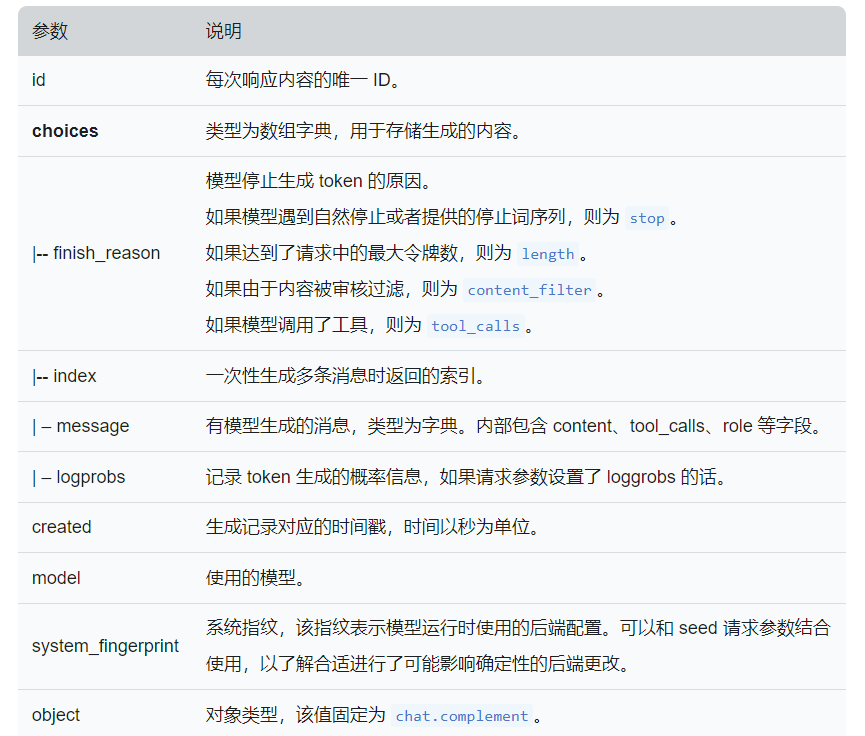 参数 说明
id 每次响应内容的唯一 ID。
choices 类型为数组字典，用于存储生成的内容。
模型停止生成 token 的原因。
如果模型遇到自然停止或者提供的停止词序列，则为 stop 。
|-- finish_reason 如果达到了请求中的最大令牌数，则为 length 。
如果由于内容被审核过滤，则为 content_filter 。
如果模型调用了工具，则为 tool_calls 。
|-- index 一次性生成多条消息时返回的索引。
| – message 有模型生成的消息，类型为字典。内部包含 content、tool_calls、role 等字段。
| – logprobs 记录 token 生成的概率信息，如果请求参数设置了 loggrobs 的话。
created 生成记录对应的时间戳，时间以秒为单位。
model 使用的模型。
system_fingerprint 系统指纹，该指纹表示模型运行时使用的后端配置。可以和 seed 请求参数结合
使用，以了解合适进行了可能影响确定性的后端更改。
object 对象类型，该值固定为 chat.complement 。